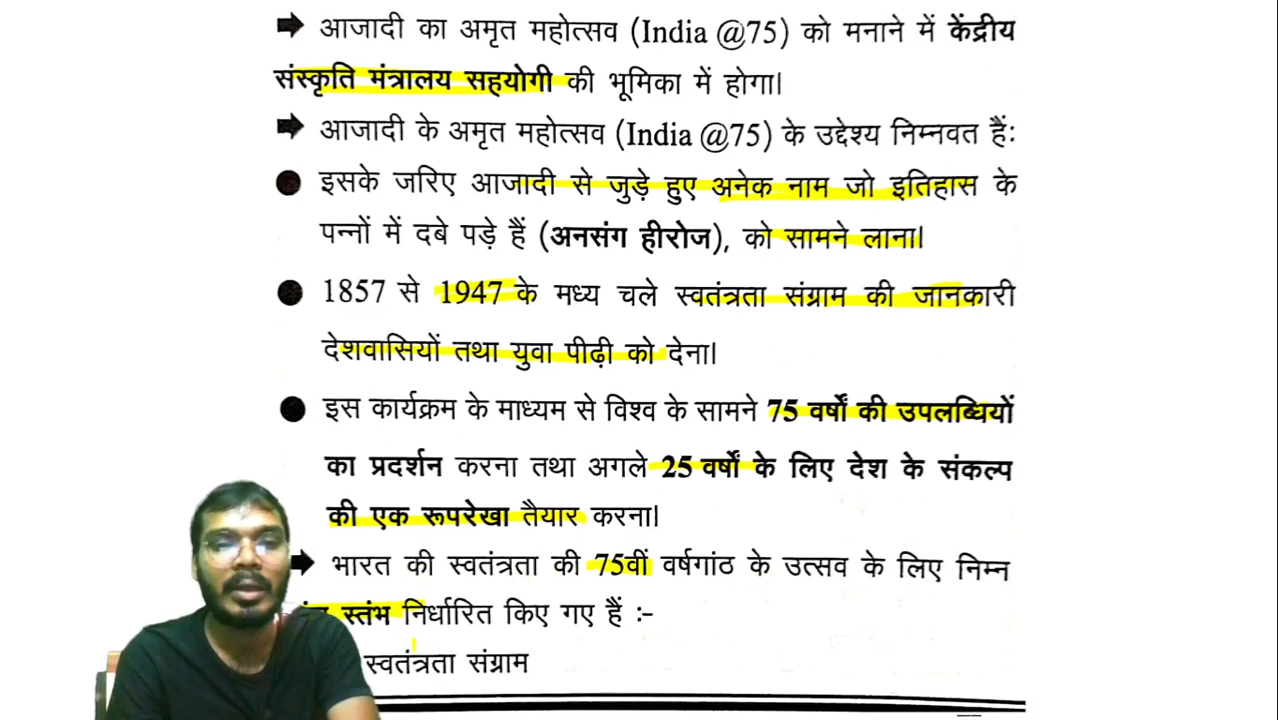 आजादी का अमृत महोत्सव (India @75) को मनाने में केंद्रीय
संस्कृति मंत्रालय सहयोगी की भूमिका में होगा।
आजादी के अमृत महोत्सव (India @75) के उद्देश्य निम्नवत हैं:
इसके जरिए आजादी से जुड़े हुए अनेक नाम जो इतिहास के
पन्नों में दबे पड़े हैं (अनसंग हीरोज), को सामने लाना।
1857 से 1947 के मध्य चले स्वतंत्रता संग्राम की जानकारी
देशवासियों तथा युवा पीढ़ी को देना।
इस कार्यक्रम के माध्यम से विश्व के सामने 75 वर्षों की उपलब्धियों
का प्रदर्शन करना तथा अगले 25 वर्षों के लिए देश के संकल्प
की एक रूपरेखा तैयार करना।
भारत की स्वतंत्रता की 75वीं वर्षगांठ के उत्सव के लिए निम्न
स्तंभ निर्धारित किए गए हैं :-
स्वतंत्रता संग्राम